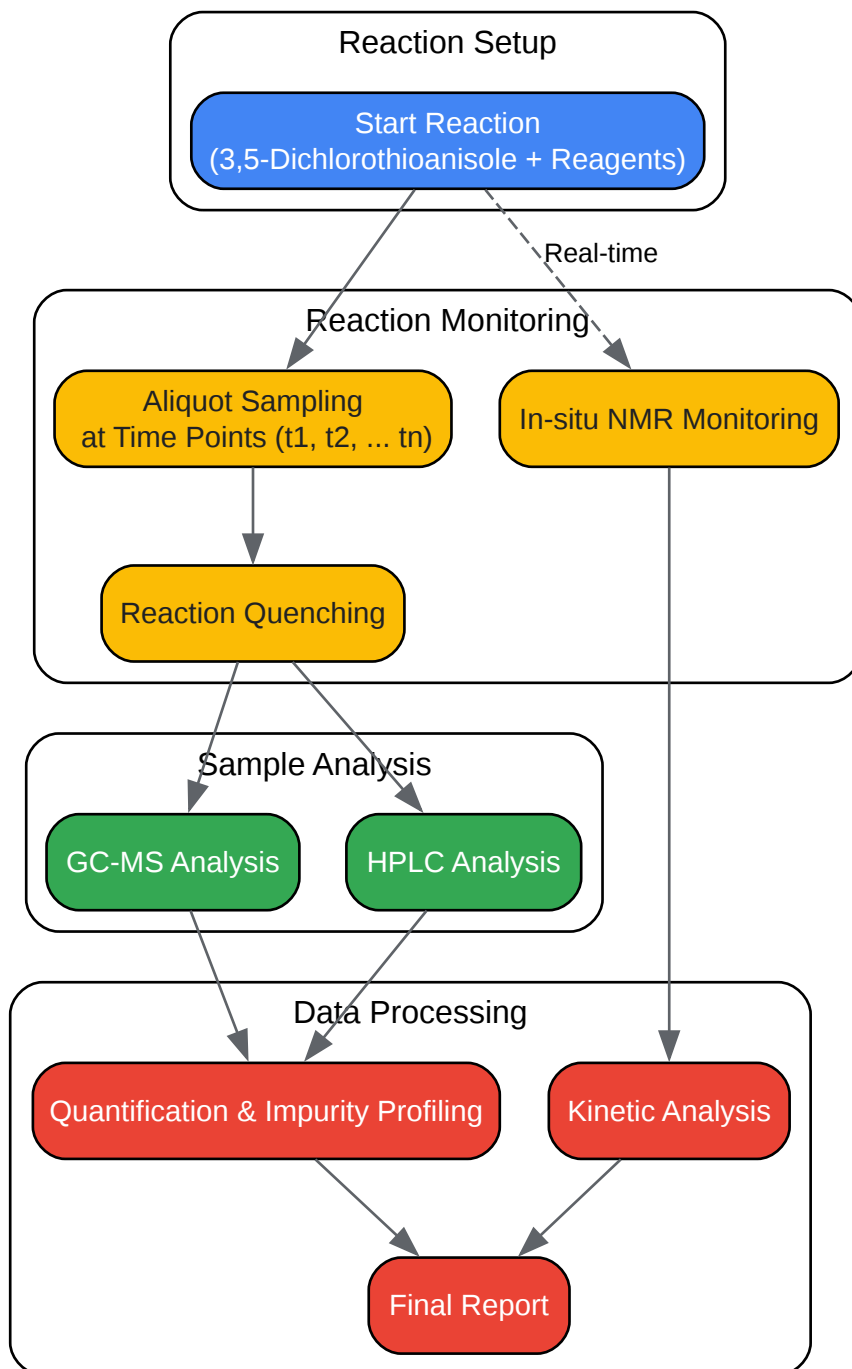 Reaction Setup
Start Reaction
(3,5-Dichlorothioanisole + Reagents)
Real-time
Reaction Monitoring
Aliquot Sampling
at Time Points (t1, t2, ... tn)
In-situ NMR Monitoring
Reaction Quenching
Sample Analysis
GC-MS Analysis
HPLC Analysis
Data Processing
Quantification & Impurity Profiling
Kinetic Analysis
Final Report